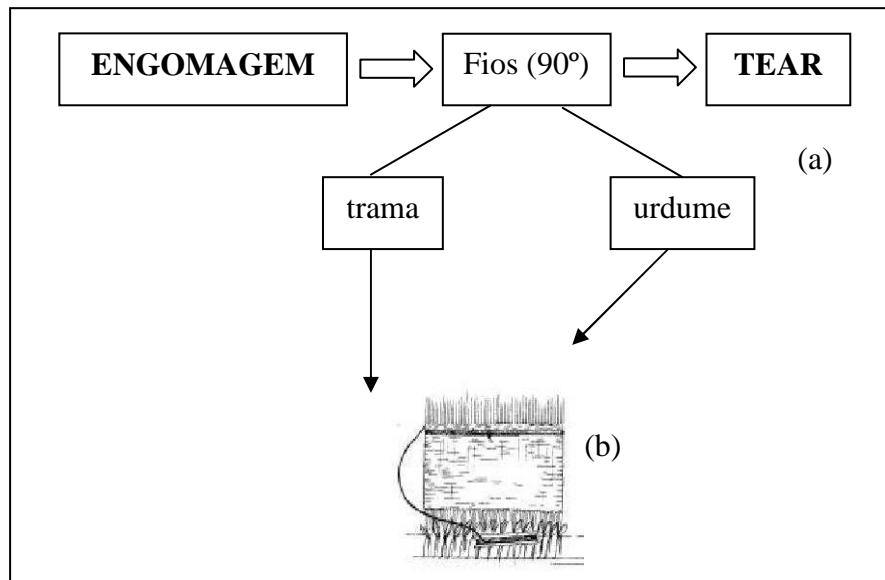 ENGOMAGEM
Fios (90º)
TEAR
(a)
trama
urdume
(b)